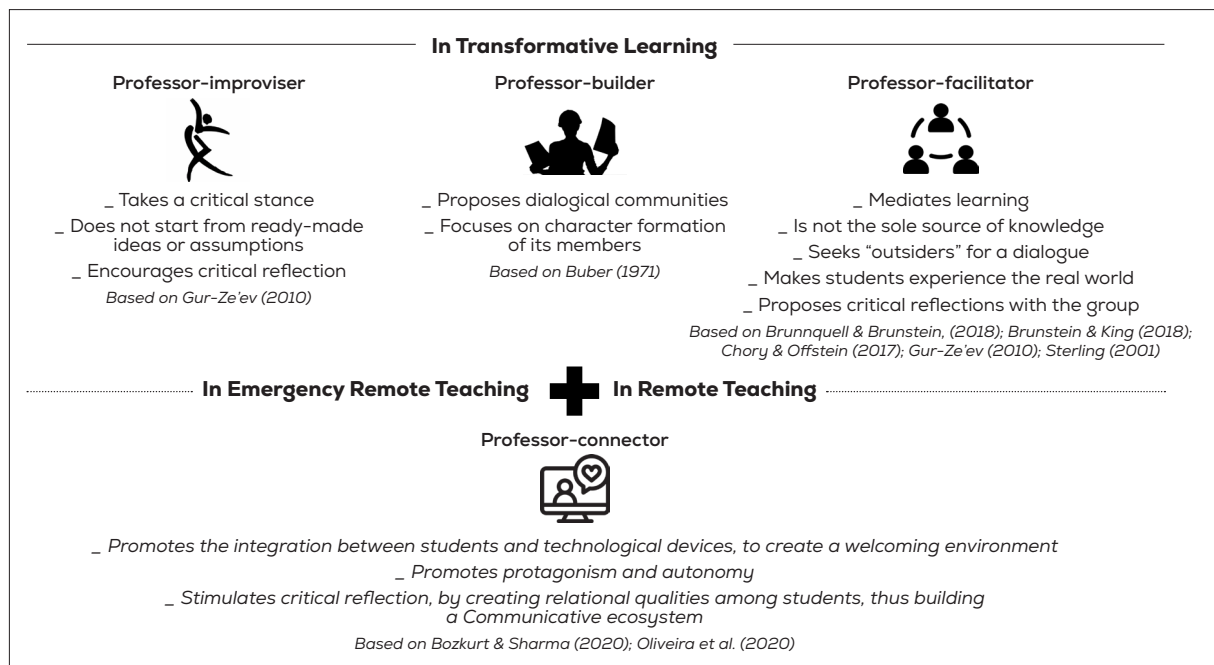 In Transformative Learning
Professor-improviser
_ Takes a critical stance
_ Does not start from ready-made
ideas or assumptions
_ Encourages critical reflection
Based on Gur-Ze'ev (2010)
Professor-builder
_ Proposes dialogical communities
_ Focuses on character formation
of its members
Based on Buber (1971)
Professor-facilitator
_ Mediates learning
_ Is not the sole source of knowledge
_ Seeks “outsiders” for a dialogue
_ Makes students experience the real world
_ Proposes critical reflections with the group
Based on Brunnquell & Brunstein, (2018); Brunstein & King (2018);
Chory & Offstein (2017); Gur-Ze'ev (2010); Sterling (2001)
In Emergency Remote Teaching
In Remote Teaching
Professor-connector
_ Promotes the integration between students and technological devices, to create a welcoming environment
_ Promotes protagonism and autonomy
_ Stimulates critical reflection, by creating relational qualities among students, thus building
a Communicative ecosystem
Based on Bozkurt & Sharma (2020); Oliveira et al. (2020)